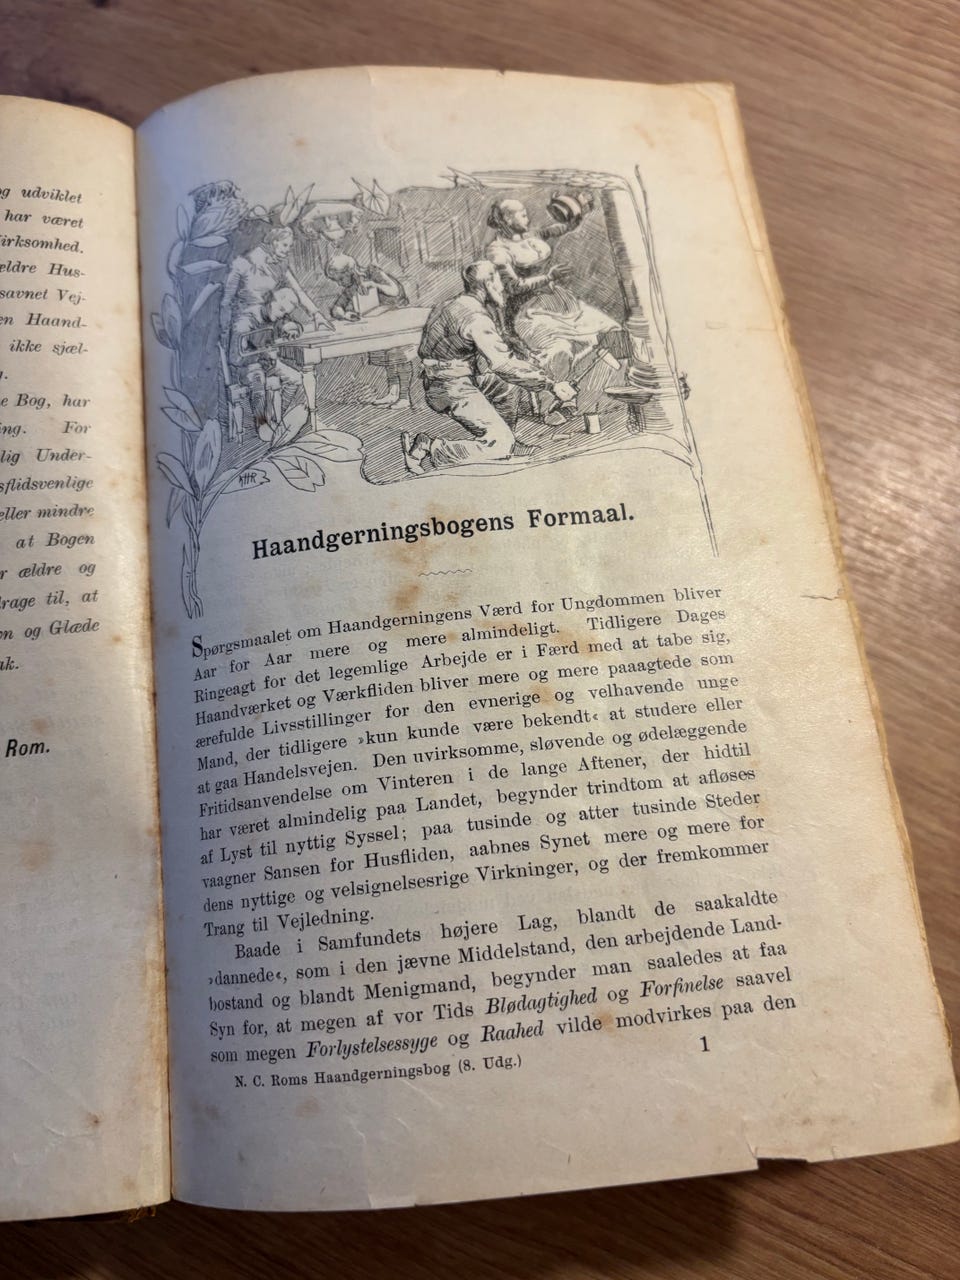 og udviklet
har været
ældre Hus-
savnet Vej-
en Haand-
ikke sjæl-
e Bog, har
For
lig Under-
sflidsvenlige
eller mindre
at Bogen
r ældre og
drage til, at
n og Glæde
ak.
Rom.
KHR
Haandgerningsbogens Formaal.
Spørgsmaalet om Haandgerningens Værd for Ungdommen bliver
Aar for Aar mere og mere almindeligt. Tidligere Dages
Ringeagt for det legemlige Arbejde er i Færd med at tabe sig,
Haandværket og Værkfliden bliver mere og mere paaagtede som
ærefulde Livsstillinger for den evnerige og velhavende unge
Mand, der tidligere »kun kunde være bekendt« at studere eller
at gaa Handelsvejen. Den uvirksomme, sløvende og ødelæggende
Fritidsanvendelse om Vinteren i de lange Aftener, der hidtil
har været almindelig paa Landet, begynder trindtom at afløses
af Lyst til nyttig Syssel; paa tusinde og atter tusinde Steder
vaagner Sansen for Husfliden, aabnes Synet mere og mere for
dens nyttige og velsignelsesrige Virkninger, og der fremkommer
Trang til Vejledning.
Baade i Samfundets højere Lag, blandt de saakaldte
»dannede«, som i den jævne Middelstand, den arbejdende Land-
bostand og blandt Menigmand, begynder man saaledes at faa
Syn for, at megen af vor Tids Blødagtighed og Forfinelse saavel
som megen Forlystelsessyge og Raahed vilde modvirkes paa den
N. C. Roms Haandgerningsbog (8. Udg.)
1